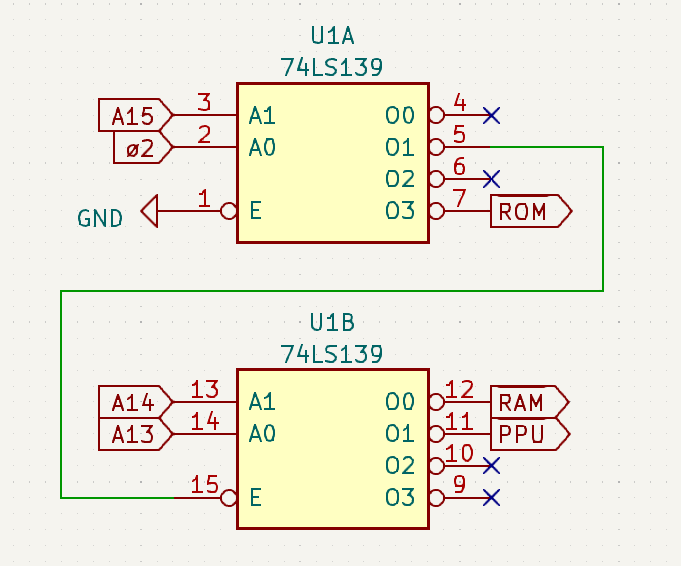 U1A
74LS139
A15 3 A1 O0 4
ø2 2 A0 O1 5
O2 6
GND 1 E O3 7 ROM
U1B
74LS139
A14 13 A1 O0 12 RAM
A13 14 A0 O1 11 PPU
O2 10
15 E O3 9